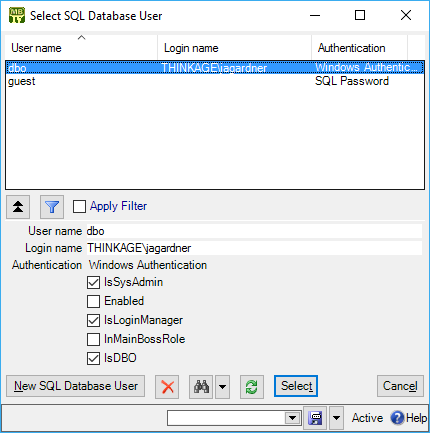 MB
Select SQL Database User
User name Login name Authentication
dbo THINKAGE\jagardner Windows Authentic...
guest SQL Password
Apply Filter
User name dbo
Login name THINKAGE\jagardner
Authentication Windows Authentication
IsSysAdmin
Enabled
IsLoginManager
InMainBossRole
IsDBO
New SQL Database User Select Cancel
Active Help